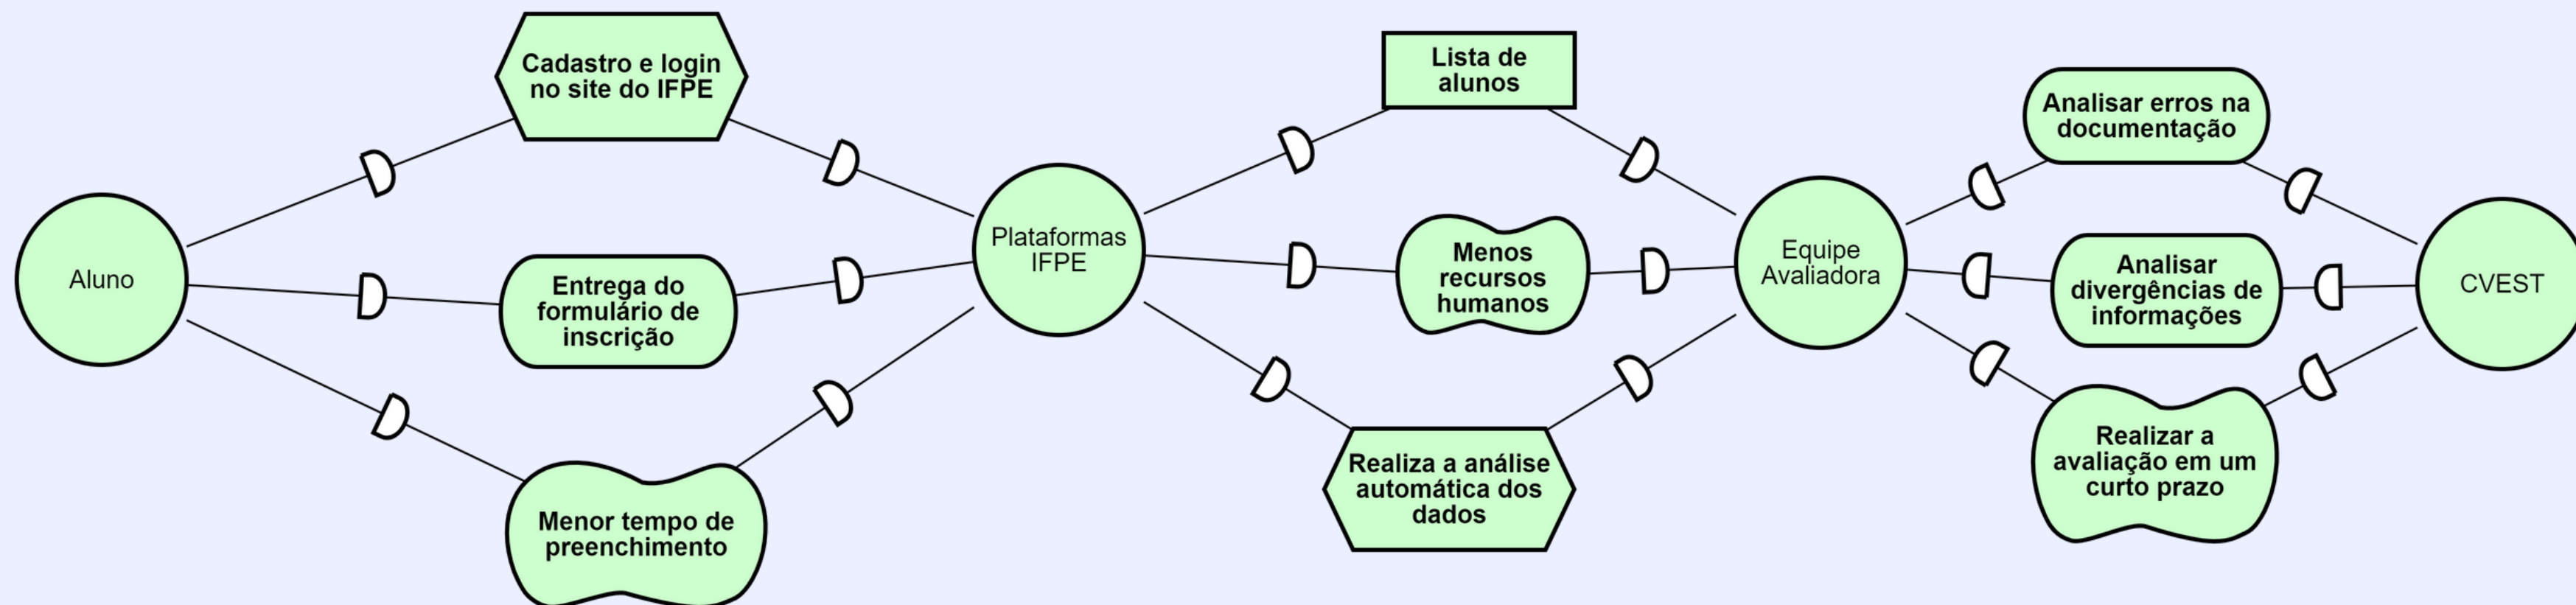 Cadastro e login
no site do IFPE
Lista de
alunos
Analisar erros na
documentação
Aluno
Entrega do
formulário de
inscrição
Plataformas
IFPE
Menos
recursos
humanos
Equipe
Avaliadora
Analisar
divergências de
informações
CVEST
Menor tempo de
preenchimento
Realiza a análise
automática dos
dados
Realizar a
avaliação em um
curto prazo